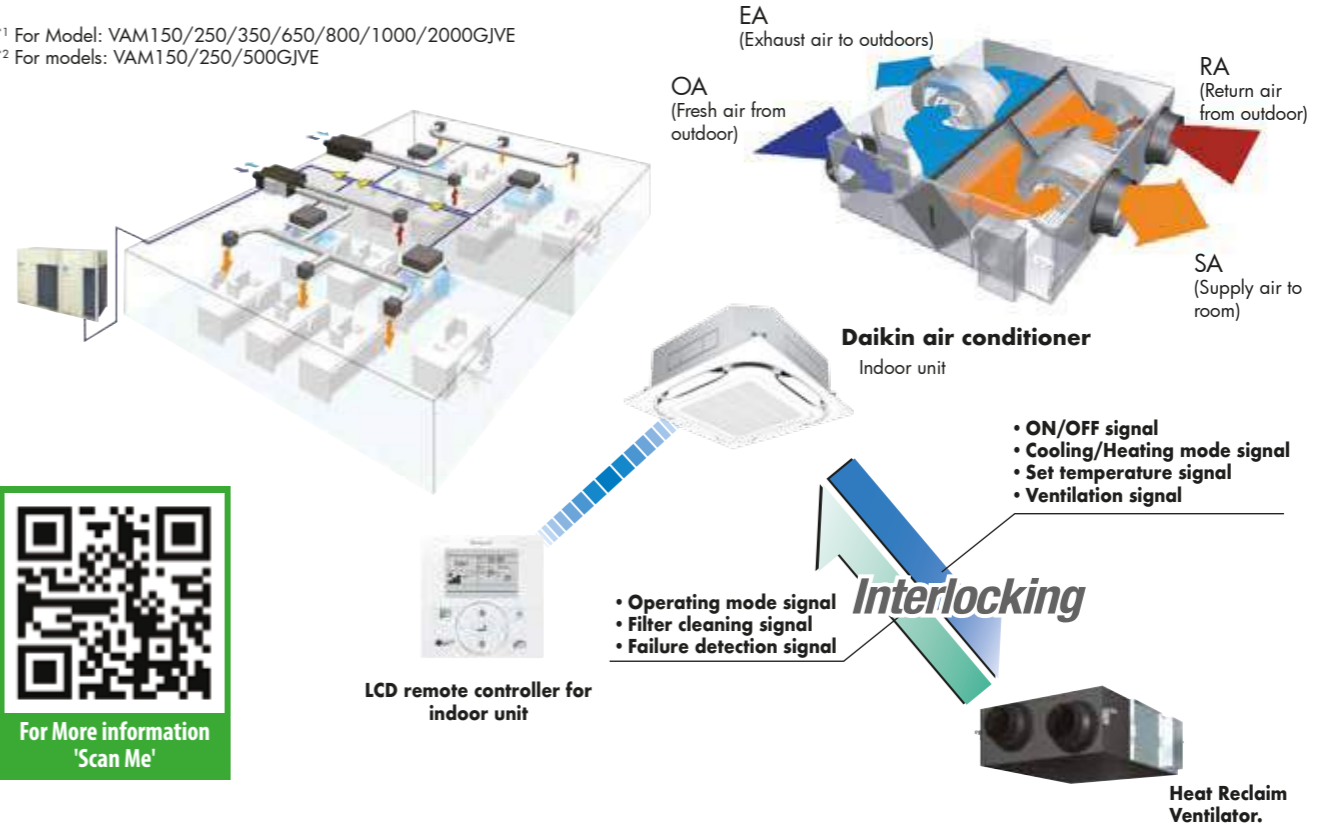 *1 For Model: VAM150/250/350/650/800/1000/2000GJVE
*2 For models: VAM150/250/500GJVE
EA
(Exhaust air to outdoors)
OA
(Fresh air from
outdoor)
RA
(Return air
from outdoor)
SA
(Supply air to
room)
Daikin air conditioner
Indoor unit
• ON/OFF signal
• Cooling/Heating mode signal
• Set temperature signal
• Ventilation signal
Interlocking
• Operating mode signal
• Filter cleaning signal
• Failure detection signal
LCD remote controller for
indoor unit
For More information
'Scan Me'
Heat Reclaim
Ventilator.